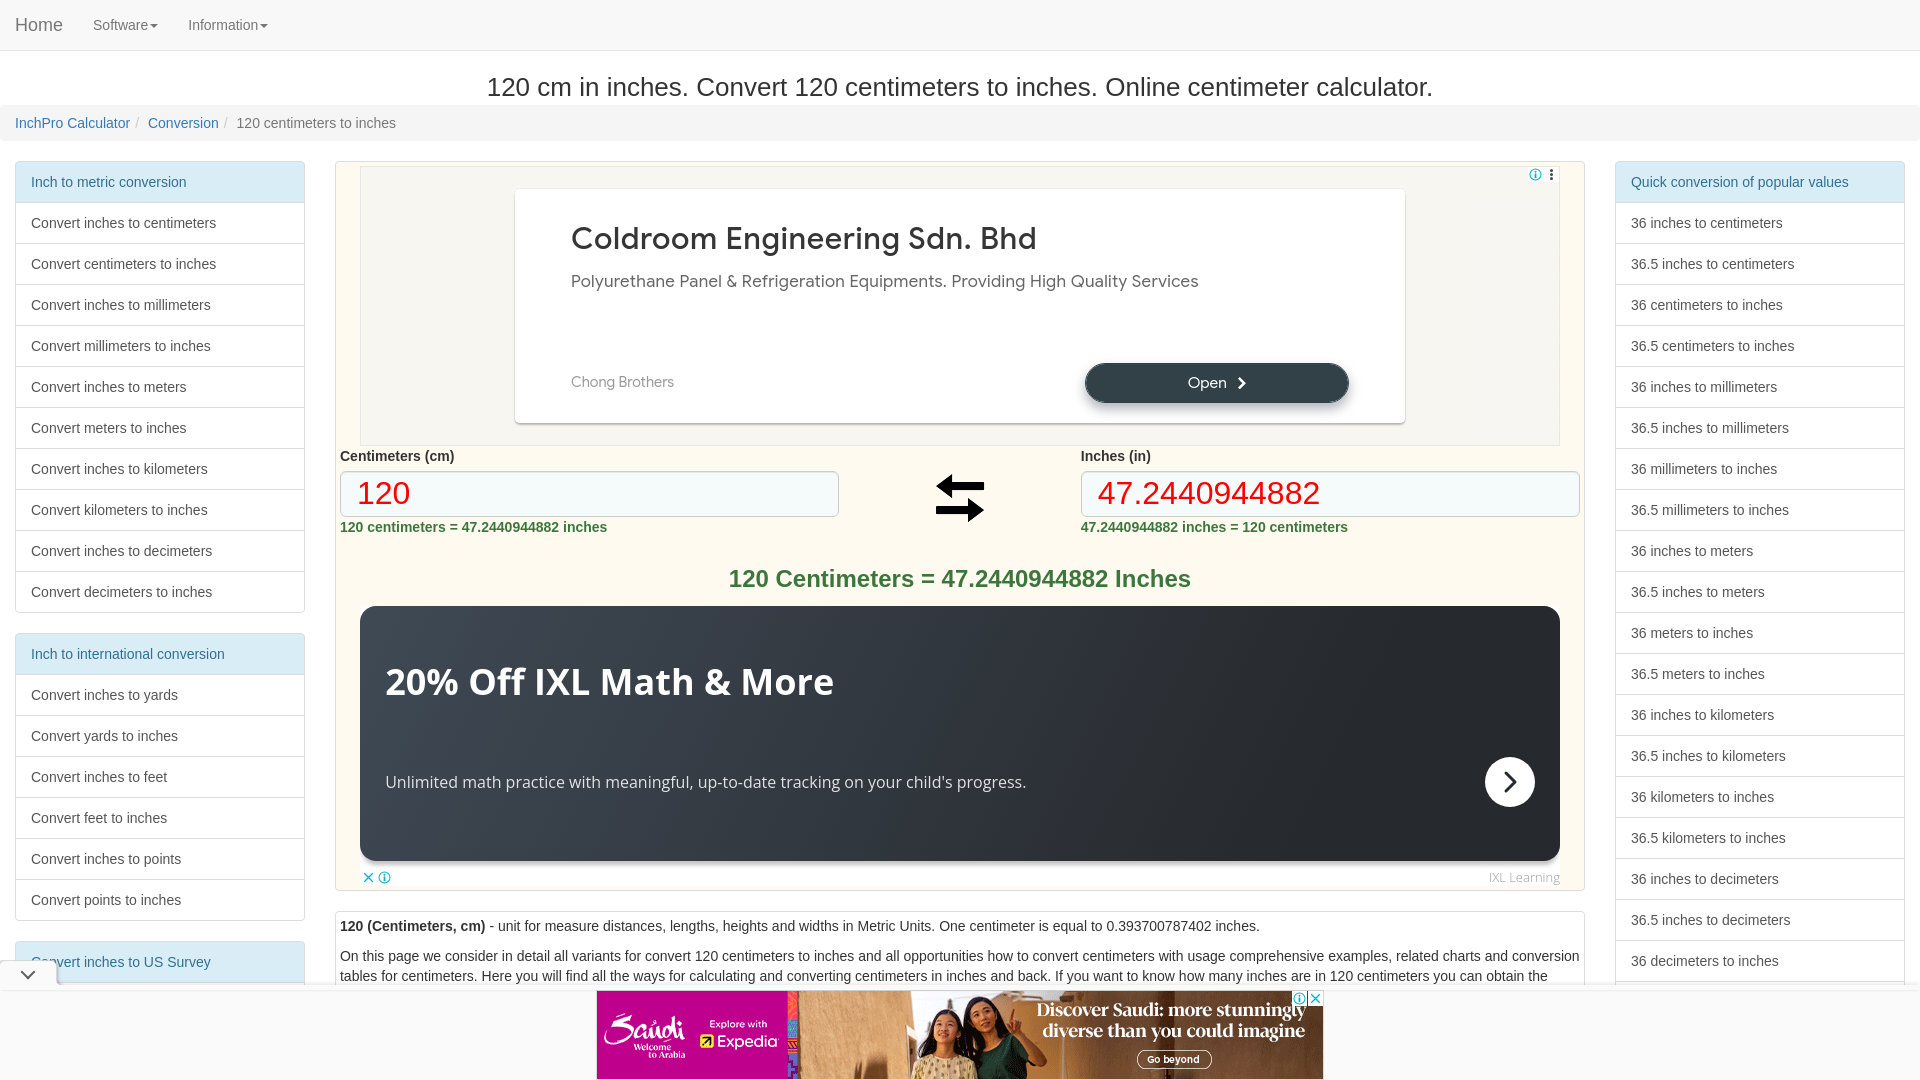 Home
Software
Information
120 cm in inches. Convert 120 centimeters to inches. Online centimeter calculator.
InchPro Calculator / Conversion / 120 centimeters to inches
Inch to metric conversion
Convert inches to centimeters
Convert centimeters to inches
Convert inches to millimeters
Convert millimeters to inches
Convert inches to meters
Convert meters to inches
Convert inches to kilometers
Convert kilometers to inches
Convert inches to decimeters
Convert decimeters to inches
Inch to international conversion
Convert inches to yards
Convert yards to inches
Convert inches to feet
Convert feet to inches
Convert inches to points
Convert points to inches
Convert inches to US Survey
Coldroom Engineering Sdn. Bhd
Polyurethane Panel & Refrigeration Equipments. Providing High Quality Services
Chong Brothers
Open
Centimeters (cm)
120
120 centimeters = 47.2440944882 inches
Inches (in)
47.2440944882
47.2440944882 inches = 120 centimeters
120 Centimeters = 47.2440944882 Inches
20% Off IXL Math & More
Unlimited math practice with meaningful, up-to-date tracking on your child's progress.
IXL Learning
120 (Centimeters, cm) - unit for measure distances, lengths, heights and widths in Metric Units. One centimeter is equal to 0.393700787402 inches.
On this page we consider in detail all variants for convert 120 centimeters to inches and all opportunities how to convert centimeters with usage comprehensive examples, related charts and conversion
tables for centimeters. Here you will find all the ways for calculating and converting centimeters in inches and back. If you want to know how many inches are in 120 centimeters you can obtain the
Quick conversion of popular values
36 inches to centimeters
36.5 inches to centimeters
36 centimeters to inches
36.5 centimeters to inches
36 inches to millimeters
36.5 inches to millimeters
36 millimeters to inches
36.5 millimeters to inches
36 inches to meters
36.5 inches to meters
36 meters to inches
36.5 meters to inches
36 inches to kilometers
36.5 inches to kilometers
36 kilometers to inches
36.5 kilometers to inches
36 inches to decimeters
36.5 inches to decimeters
36 decimeters to inches
Saudi
Welcome
to Arabia
Explore with
Expedia
Discover Saudi: more stunningly
diverse than you could imagine
Go beyond